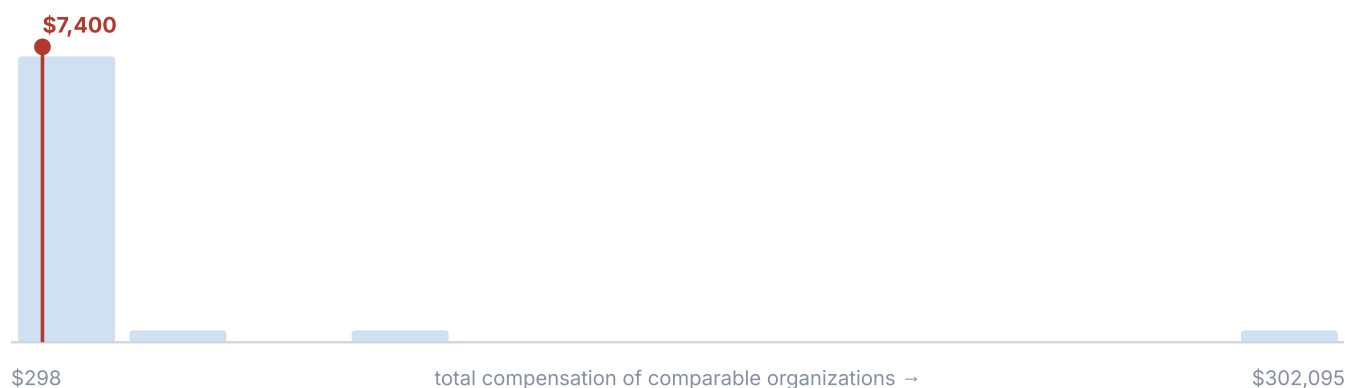 $7,400
$298 total compensation of comparable organizations → $302,095